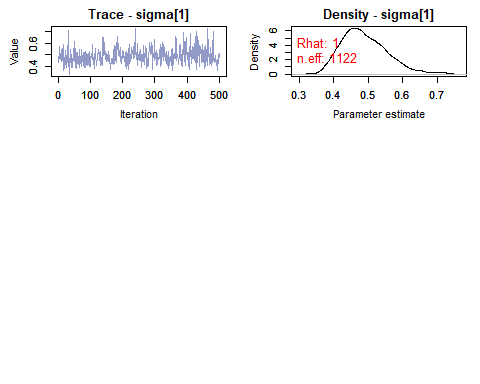 Trace - sigma[1]
Value
0.4 0.6
0 100 200 300 400 500
Iteration
Density - sigma[1]
Density
0 2 4 6
Rhat: 1
n.eff: 1122
0.3 0.4 0.5 0.6 0.7
Parameter estimate